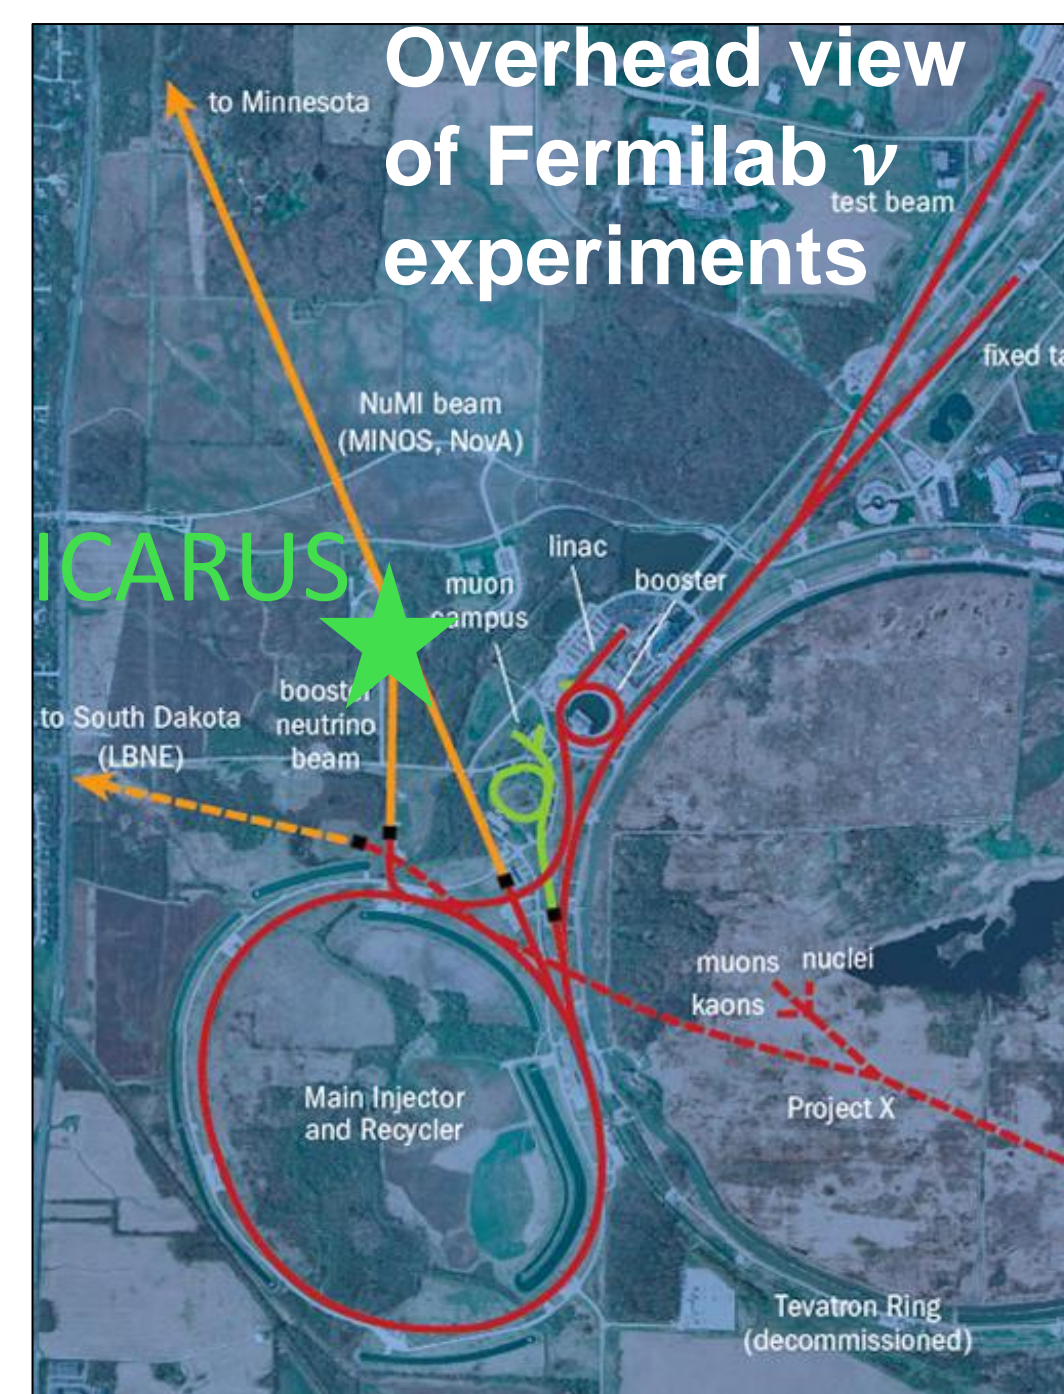 Overhead view
of Fermilab ν
experiments
to Minnesota
test beam
fixed
NuMI beam
(MINOS, NovA)
ICARUS
linac
muon
campus
booster
booster
neutrino
beam
to South Dakota
(LBNE)
muons
nuclei
kaons
Main Injector
and Recycler
Project X
Tevatron Ring
(decommissioned)